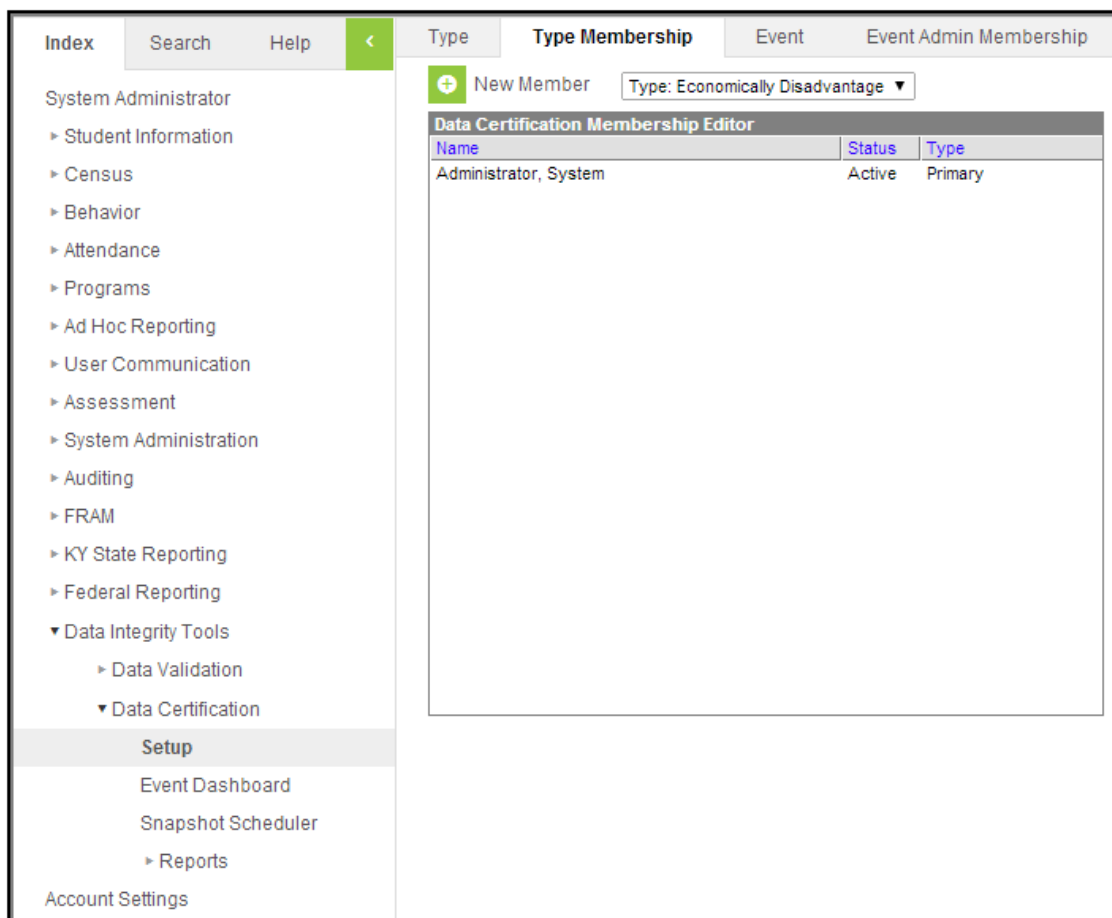 Index Search Help
System Administrator
Student Information
Census
Behavior
Attendance
Programs
Ad Hoc Reporting
User Communication
Assessment
System Administration
Auditing
FRAM
KY State Reporting
Federal Reporting
Data Integrity Tools
Data Validation
Data Certification
Setup
Event Dashboard
Snapshot Scheduler
Reports
Account Settings
Type Type Membership Event Event Admin Membership
New Member Type: Economically Disadvantage
Data Certification Membership Editor
Name Status Type
Administrator, System Active Primary